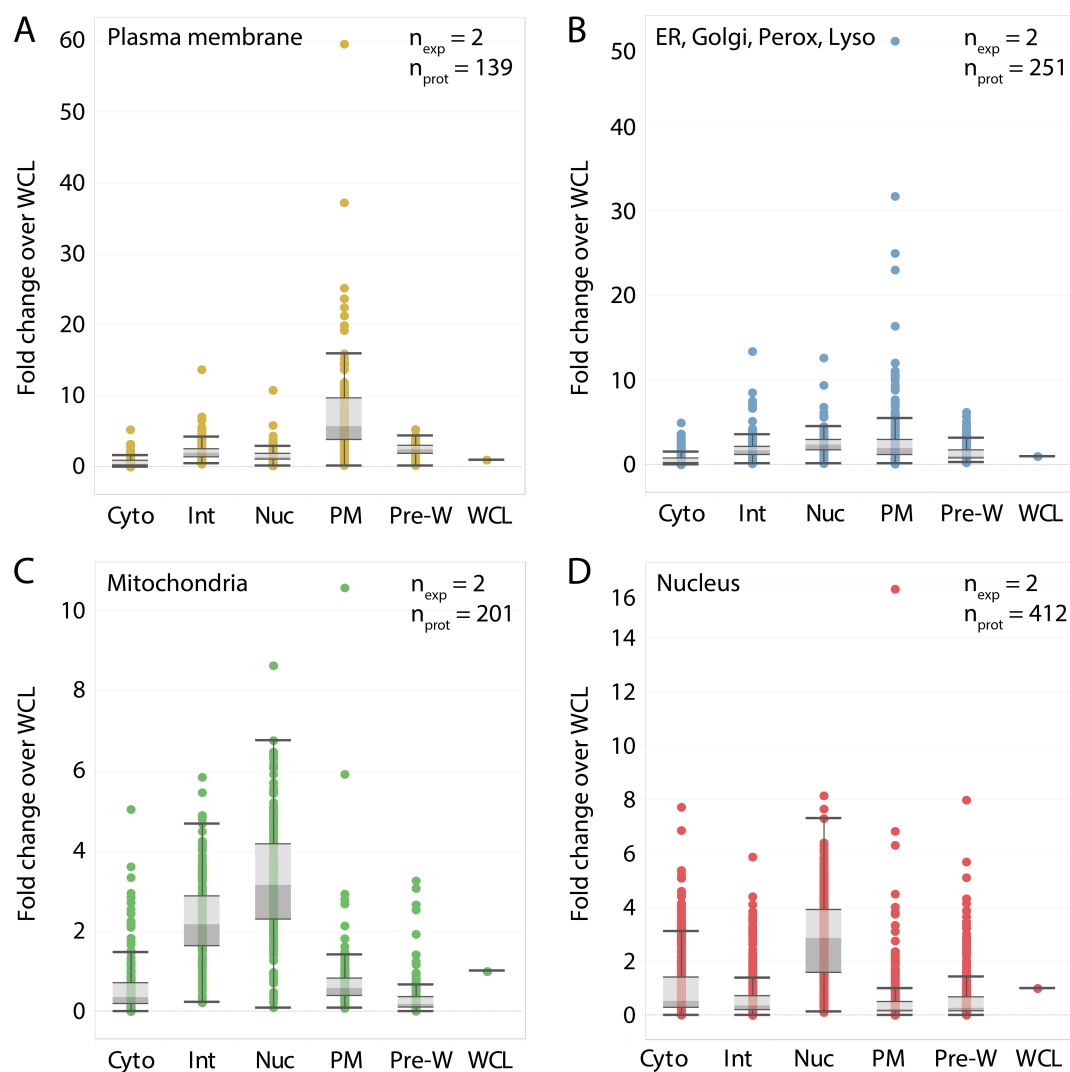 A
Plasma membrane
n_exp = 2
n_prot = 139
Fold change over WCL
60
50
40
30
20
10
0
Cyto Int Nuc PM Pre-W WCL
B
ER, Golgi, Perox, Lyso
n_exp = 2
n_prot = 251
Fold change over WCL
50
40
30
20
10
0
Cyto Int Nuc PM Pre-W WCL
C
Mitochondria
n_exp = 2
n_prot = 201
Fold change over WCL
10
8
6
4
2
0
Cyto Int Nuc PM Pre-W WCL
D
Nucleus
n_exp = 2
n_prot = 412
Fold change over WCL
16
14
12
10
8
6
4
2
0
Cyto Int Nuc PM Pre-W WCL